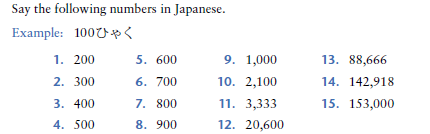 Say the following numbers in Japanese.
Example: 100ひゃく
1. 200 5. 600 9. 1,000 13. 88,666
2. 300 6. 700 10. 2,100 14. 142,918
3. 400 7. 800 11. 3,333 15. 153,000
4. 500 8. 900 12. 20,600